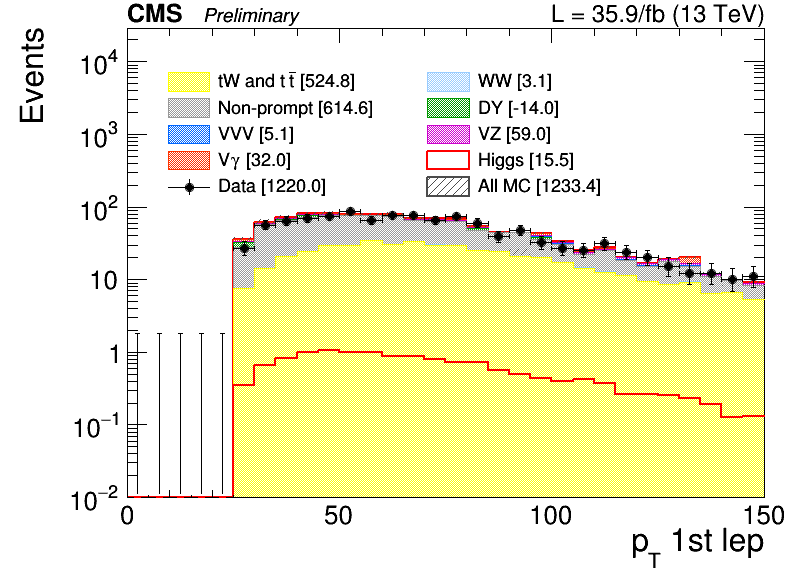 CMS Preliminary L = 35.9/fb (13 TeV)
Events
tW and tt̅ [524.8] WW [3.1]
Non-prompt [614.6] DY [-14.0]
VVV [5.1] VZ [59.0]
Vγ [32.0] Higgs [15.5]
Data [1220.0] All MC [1233.4]
10⁴
10³
10²
10
1
10⁻¹
10⁻²
0 50 100 150
p_T 1st lep